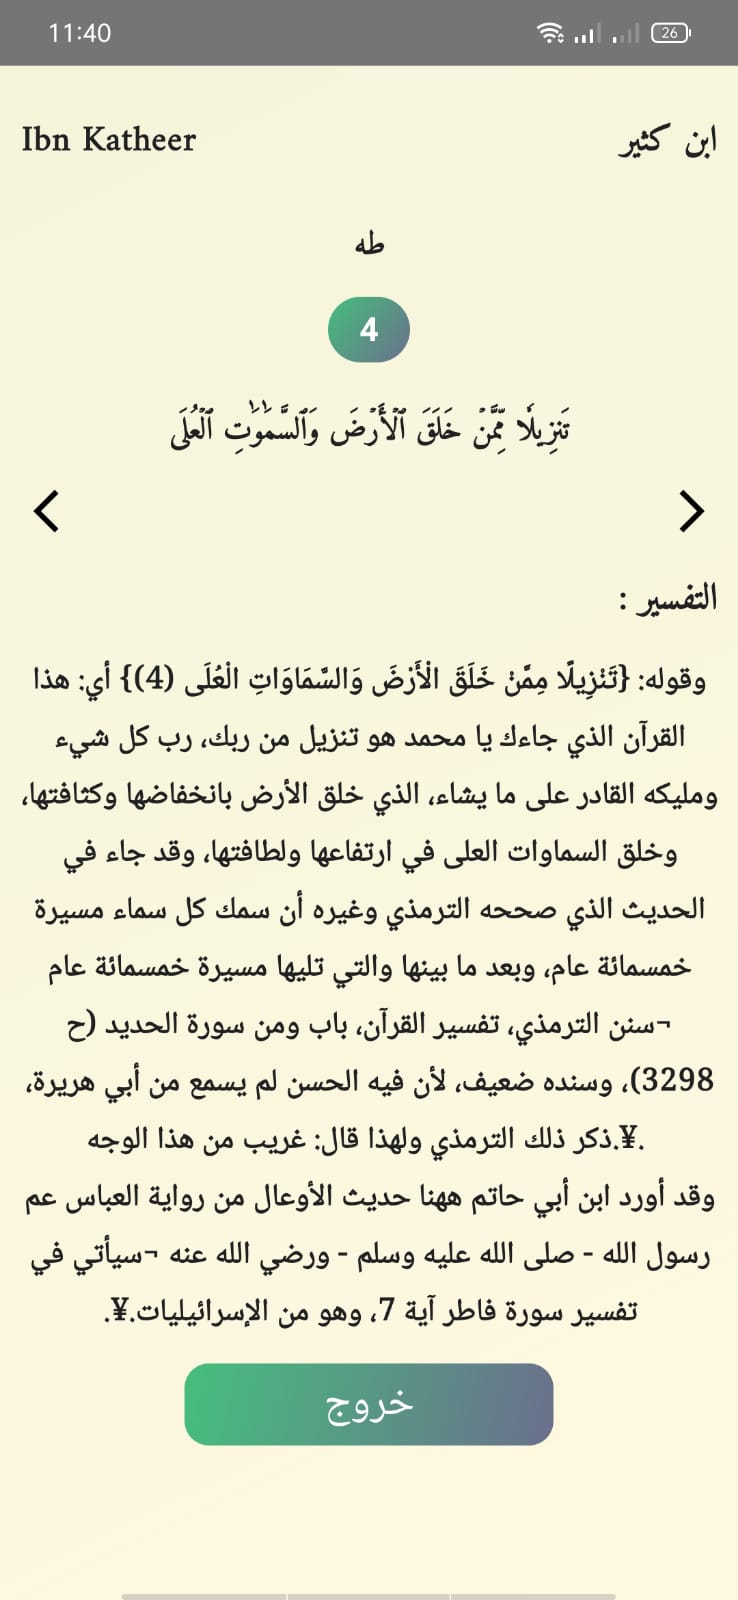 11:40
26
Ibn Katheer
ابن كثير
طه
4
تَنزِيلٗا مِّمَّنۡ خَلَقَ ٱلۡأَرۡضَ وَٱلسَّمَٰوَٰتِ ٱلۡعُلَى
التفسير :
وقوله: {تَنْزِيلًا مِمَّنْ خَلَقَ الْأَرْضَ وَالسَّمَاوَاتِ الْعُلَى (4)} أي: هذا
القرآن الذي جاءك يا محمد هو تنزيل من ربك، رب كل شيء
ومليكه القادر على ما يشاء، الذي خلق الأرض بانخفاضها وكثافتها،
وخلق السماوات العلى في ارتفاعها ولطافتها، وقد جاء في
الحديث الذي صححه الترمذي وغيره أن سمك كل سماء مسيرة
خمسمائة عام، وبعد ما بينها والتي تليها مسيرة خمسمائة عام
¬سنن الترمذي، تفسير القرآن، باب ومن سورة الحديد (ح
3298)، وسنده ضعيف، لأن فيه الحسن لم يسمع من أبي هريرة،
.¥.ذكر ذلك الترمذي ولهذا قال: غريب من هذا الوجه
وقد أورد ابن أبي حاتم ههنا حديث الأوعال من رواية العباس عم
رسول الله - صلى الله عليه وسلم - ورضي الله عنه ¬سيأتي في
تفسير سورة فاطر آية 7، وهو من الإسرائيليات.¥.
خروج